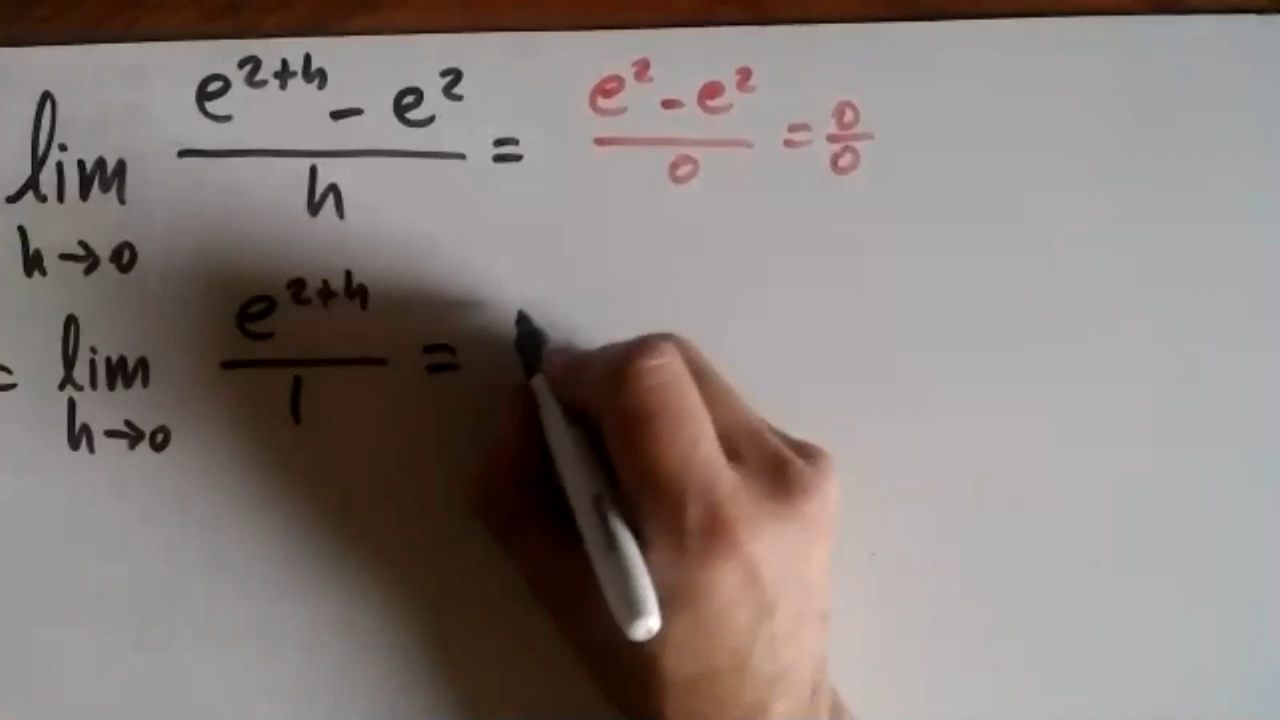 lim h→0 (e^(2+h) - e^2)/h = (e^2 - e^2)/0 = 0/0
= lim h→0 e^(2+h)/1 =